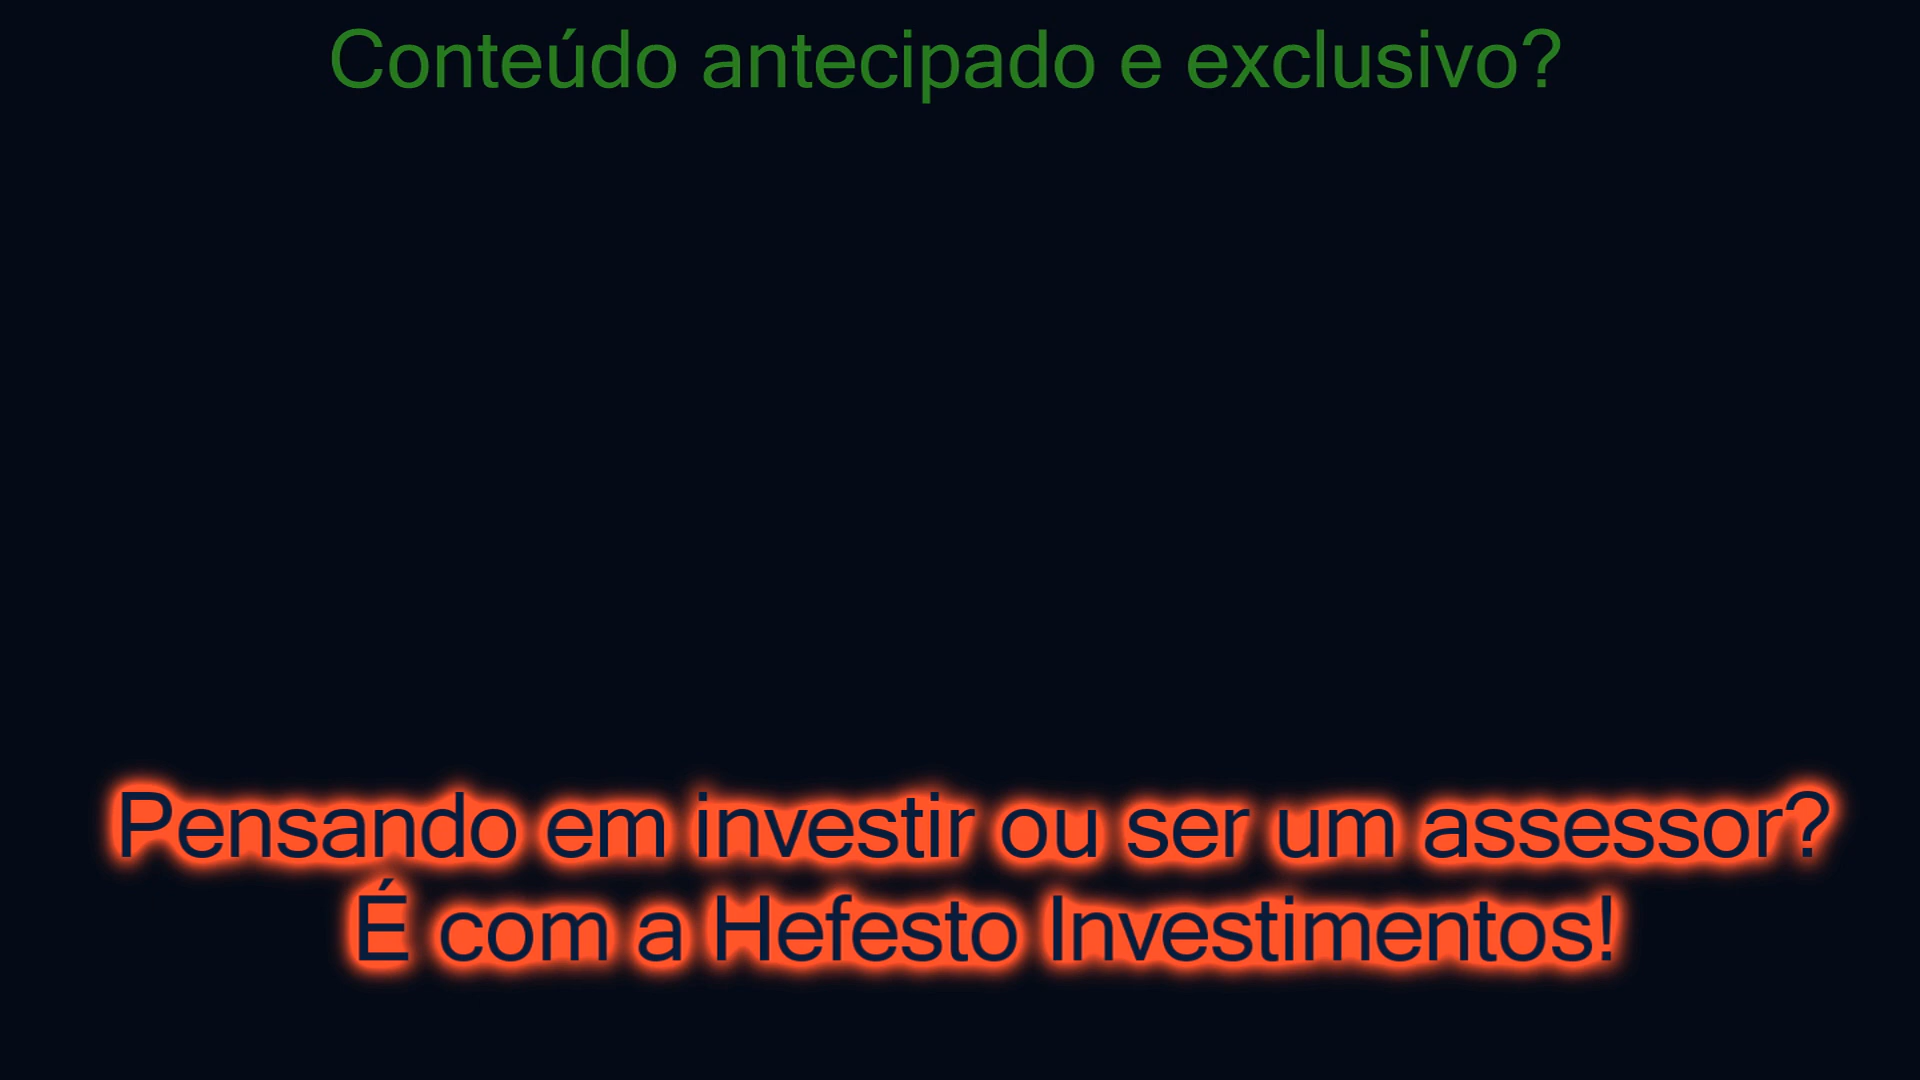 Conteúdo antecipado e exclusivo?
Pensando em investir ou ser um assessor?
É com a Hefesto Investimentos!